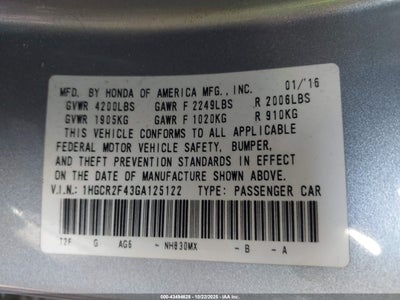 MFD. BY HONDA OF AMERICA MFG., INC. 01/'16
GVWR 4200LBS GAWR F 2249LBS R 2006LBS
GVWR 1905KG GAWR F 1020KG R 910KG
THIS VEHICLE CONFORMS TO ALL APPLICABLE
FEDERAL MOTOR VEHICLE SAFETY, BUMPER,
AND THEFT PREVENTION STANDARDS IN EFFECT
ON THE DATE OF MANUFACTURE SHOWN ABOVE.
V.I.N.: 1HGCR2F43GA125122 TYPE: PASSENGER CAR
T2F G AG6 - NH830MX - B - A
000-43494628 - 10/22/2025 - IAA Inc.